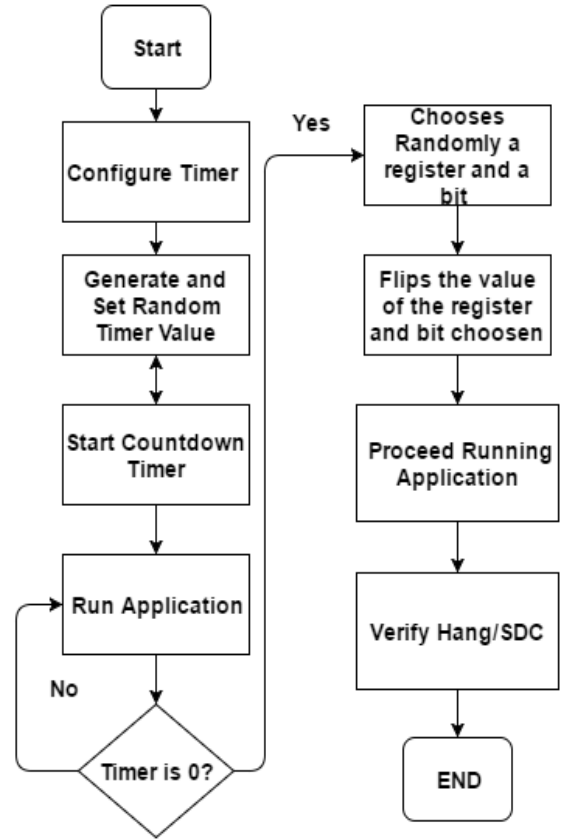 Start
Configure Timer
Generate and
Set Random
Timer Value
Start Countdown
Timer
Run Application
No
Timer is 0?
Yes
Chooses
Randomly a
register and a
bit
Flips the value
of the register
and bit choosen
Proceed Running
Application
Verify Hang/SDC
END